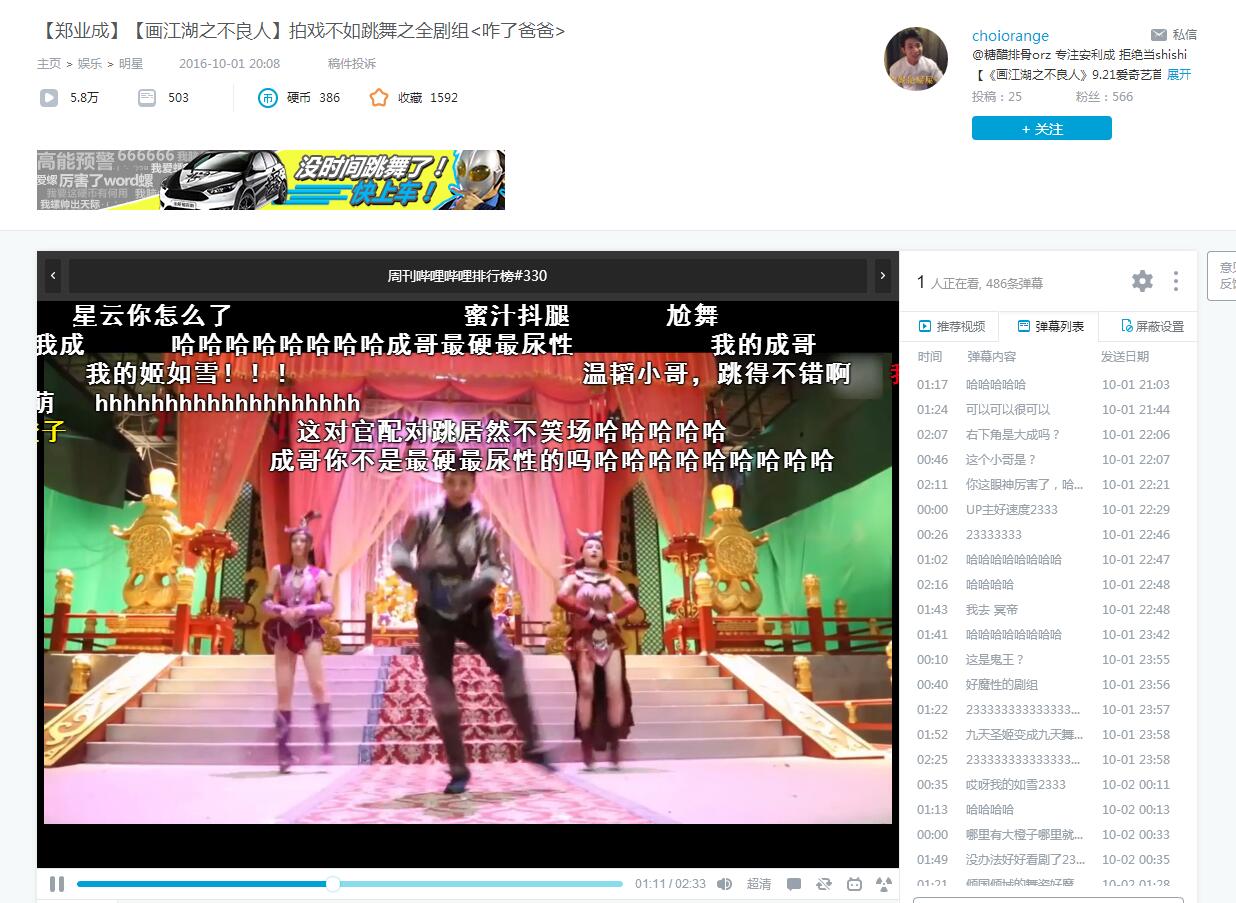 【郑业成】【画江湖之不良人】拍戏不如跳舞之全剧组<咋了爸爸>
主页 > 娱乐 > 明星 2016-10-01 20:08 稿件投诉
5.8万 503 硬币 386 收藏 1592
choiorange 私信
@糖醋排骨orz 专注安利成 拒绝当shishi
【《画江湖之不良人》9.21爱奇艺首 展开
投稿：25 粉丝：566
+ 关注
高能预警 666666
我爱螺
爱螺 厉害了word螺
我要这硬币有何用
我螺帅出天际
没时间跳舞了！
快上车！
周刊哔哩哔哩排行榜#330
星云你怎么了 蜜汁抖腿 尬舞
我成 哈哈哈哈哈哈哈哈成哥最硬最尿性 我的成哥
我的姬如雪！！！ 温韬小哥，跳得不错啊
萌 hhhhhhhhhhhhhhhhhhh
子
这对官配对跳居然不笑场哈哈哈哈哈
成哥你不是最硬最尿性的吗哈哈哈哈哈哈哈哈哈
01:11 / 02:33 超清
1 人正在看, 486条弹幕
推荐视频 弹幕列表 屏蔽设置
时间 弹幕内容 发送日期
01:17 哈哈哈哈哈 10-01 21:03
01:24 可以可以很可以 10-01 21:44
02:07 右下角是大成吗？ 10-01 22:06
00:46 这个小哥是？ 10-01 22:07
02:11 你这眼神厉害了，哈... 10-01 22:21
00:00 UP主好速度2333 10-01 22:29
00:26 23333333 10-01 22:46
01:02 哈哈哈哈哈哈哈哈 10-01 22:47
02:16 哈哈哈哈 10-01 22:48
01:43 我去 冥帝 10-01 22:48
01:41 哈哈哈哈哈哈哈哈 10-01 23:42
00:10 这是鬼王？ 10-01 23:55
00:40 好魔性的剧组 10-01 23:56
01:22 233333333333333... 10-01 23:57
01:52 九天圣姬变成九天舞... 10-01 23:58
02:25 233333333333333... 10-01 23:58
00:35 哎呀我的如雪2333 10-02 00:11
01:13 哈哈哈哈 10-02 00:13
00:00 哪里有大橙子哪里就... 10-02 00:33
01:49 没办法好好看剧了23... 10-02 00:35
01:21 倾国倾城的舞姿好魔... 10-02 01:28